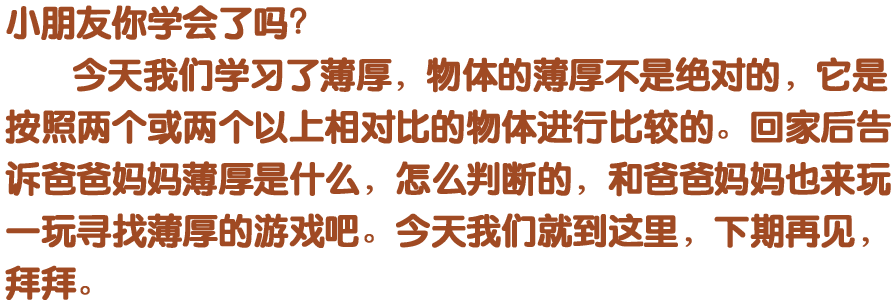 小朋友你学会了吗？
今天我们学习了薄厚，物体的薄厚不是绝对的，它是
按照两个或两个以上相对比的物体进行比较的。回家后告
诉爸爸妈妈薄厚是什么，怎么判断的，和爸爸妈妈也来玩
一玩寻找薄厚的游戏吧。今天我们就到这里，下期再见，
拜拜。